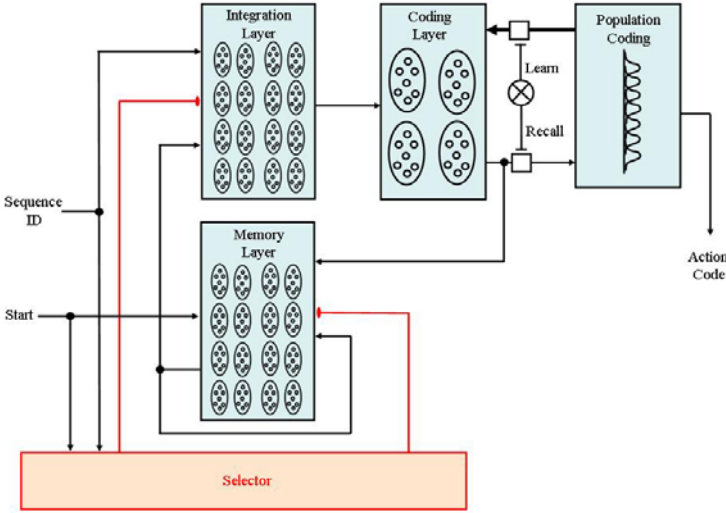 Integration
Layer
Coding
Layer
Population
Coding
Learn
Recall
Sequence
ID
Memory
Layer
Action
Code
Start
Selector